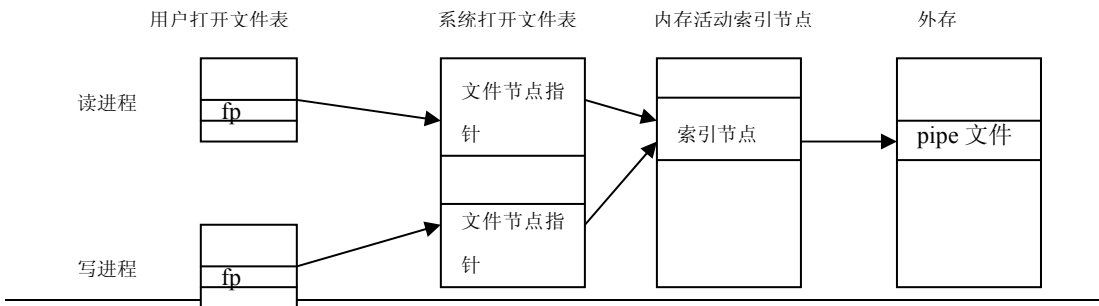 用户打开文件表 系统打开文件表 内存活动索引节点 外存
读进程
fp
文件节点指
针
索引节点
pipe 文件
写进程
fp
文件节点指
针